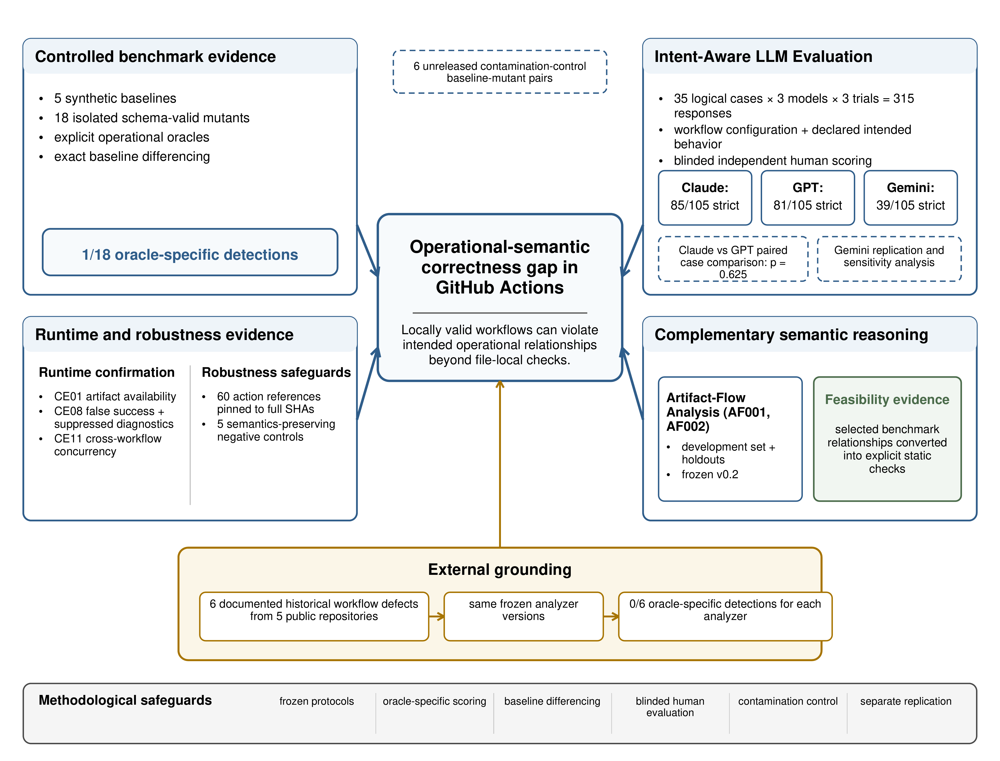 Controlled benchmark evidence
• 5 synthetic baselines
• 18 isolated schema-valid mutants
• explicit operational oracles
• exact baseline differencing
1/18 oracle-specific detections
6 unreleased contamination-control
baseline-mutant pairs
Intent-Aware LLM Evaluation
• 35 logical cases × 3 models × 3 trials = 315
responses
• workflow configuration + declared intended
behavior
• blinded independent human scoring
Claude:
85/105 strict
GPT:
81/105 strict
Gemini:
39/105 strict
Claude vs GPT paired
case comparison: p =
0.625
Gemini replication and
sensitivity analysis
Operational-semantic
correctness gap in
GitHub Actions
Locally valid workflows can violate
intended operational relationships
beyond file-local checks.
Runtime and robustness evidence
Runtime confirmation
• CE01 artifact availability
• CE08 false success +
suppressed diagnostics
• CE11 cross-workflow
concurrency
Robustness safeguards
• 60 action references
pinned to full SHAs
• 5 semantics-preserving
negative controls
Complementary semantic reasoning
Artifact-Flow
Analysis (AF001,
AF002)
• development set +
holdouts
• frozen v0.2
Feasibility evidence
selected benchmark
relationships converted
into explicit static
checks
External grounding
6 documented historical workflow defects
from 5 public repositories
same frozen analyzer
versions
0/6 oracle-specific detections for each
analyzer
Methodological safeguards
frozen protocols
oracle-specific scoring
baseline differencing
blinded human
evaluation
contamination control
separate replication